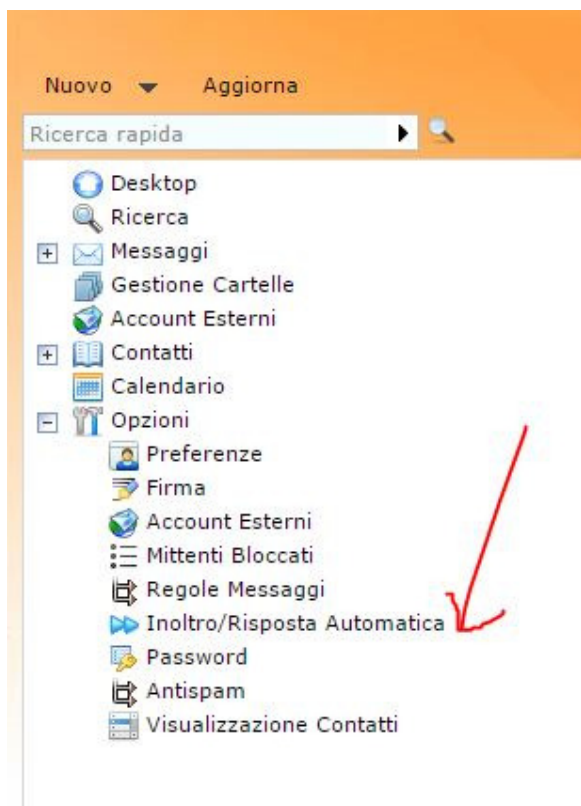 Nuovo Aggiorna
Ricerca rapida
Desktop
Ricerca
Messaggi
Gestione Cartelle
Account Esterni
Contatti
Calendario
Opzioni
Preferenze
Firma
Account Esterni
Mittenti Bloccati
Regole Messaggi
Inoltro/Risposta Automatica
Password
Antispam
Visualizzazione Contatti